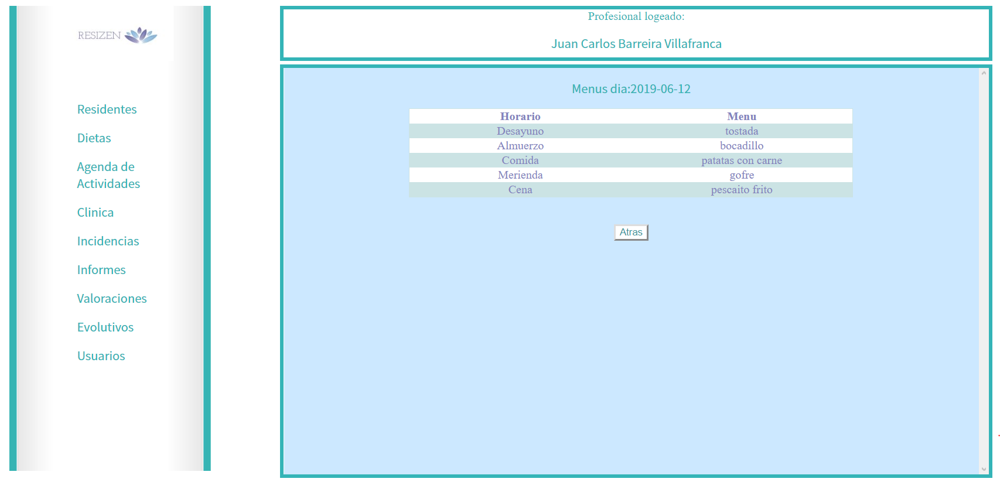 RESIZEN
Residentes
Dietas
Agenda de
Actividades
Clinica
Incidencias
Informes
Valoraciones
Evolutivos
Usuarios
Profesional logeado:
Juan Carlos Barreira Villafranca
Menus dia:2019-06-12
Horario Menu
Desayuno tostada
Almuerzo bocadillo
Comida patatas con carne
Merienda gofre
Cena pescaito frito
Atras